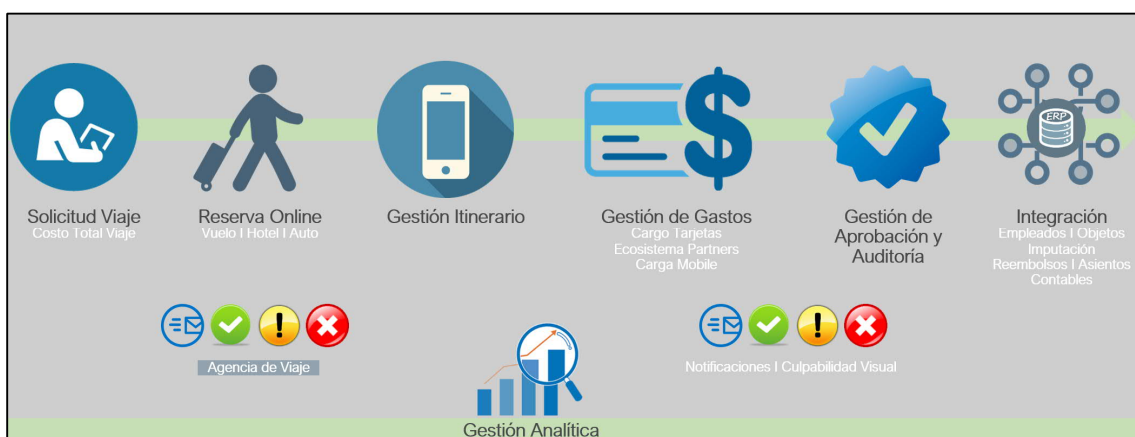 ERP
Solicitud Viaje
Costo Total Viaje
Reserva Online
Vuelo I Hotel I Auto
Gestión Itinerario
Gestión de Gastos
Cargo Tarjetas
Ecosistema Partners
Carga Mobile
Gestión de
Aprobación y
Auditoría
Integración
Empleados I Objetos
Imputación
Reembolsos I Asientos
Contables
Agencia de Viaje
Notificaciones I Culpabilidad Visual
Gestión Analítica